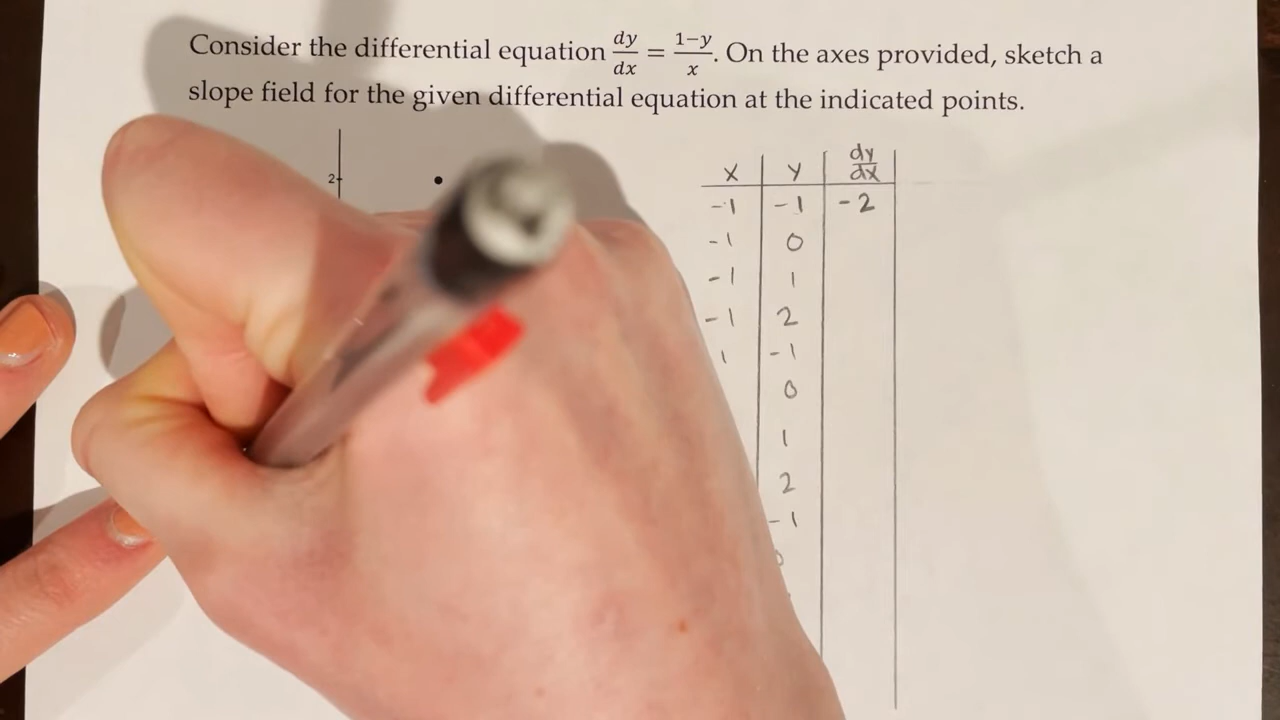 Consider the differential equation dy/dx = 1−y/x. On the axes provided, sketch a
slope field for the given differential equation at the indicated points.
2
x y dy/dx
-1 -1 -2
-1 0
-1 1
-1 2
1 -1
0
1
2
-1